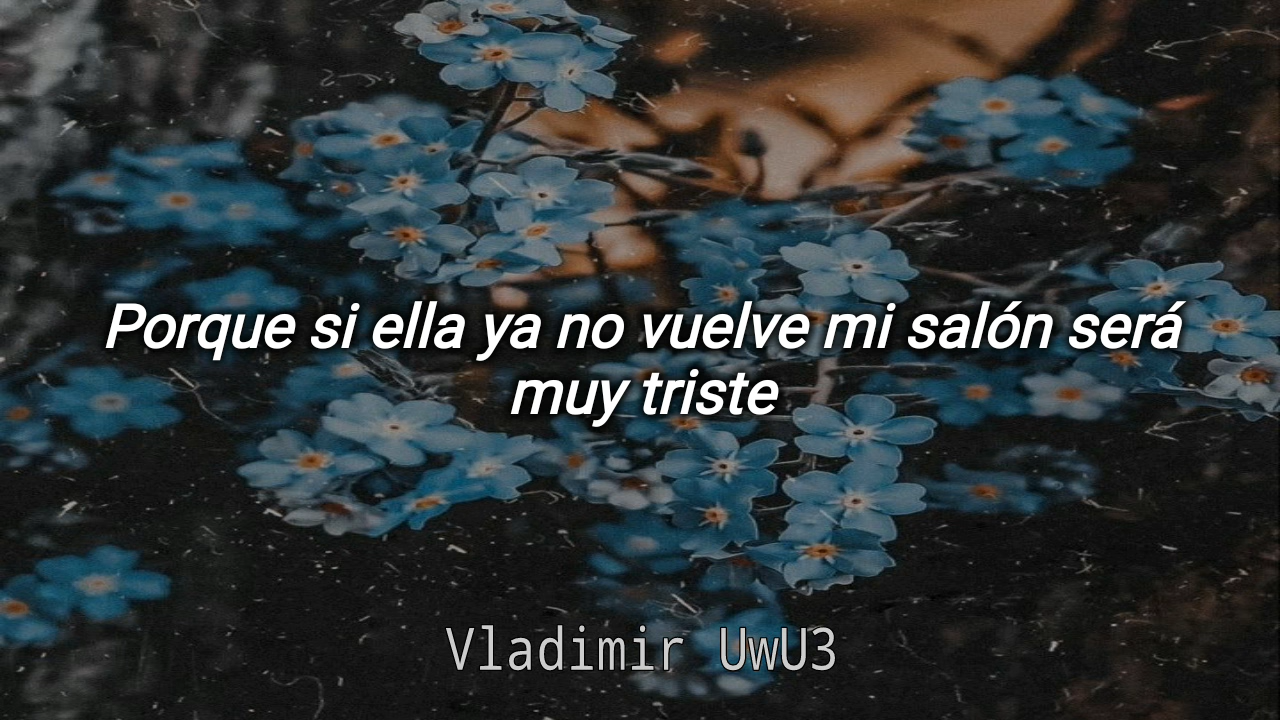 Porque si ella ya no vuelve mi salón será
muy triste
Vladimir UwU3